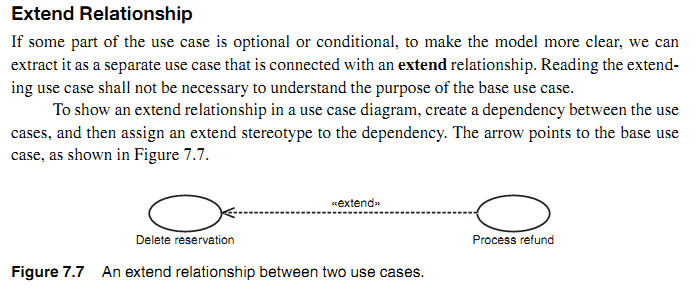 Extend Relationship
If some part of the use case is optional or conditional, to make the model more clear, we can
extract it as a separate use case that is connected with an extend relationship. Reading the extend-
ing use case shall not be necessary to understand the purpose of the base use case.
To show an extend relationship in a use case diagram, create a dependency between the use
cases, and then assign an extend stereotype to the dependency. The arrow points to the base use
case, as shown in Figure 7.7.
«extend»
Delete reservation
Process refund
Figure 7.7 An extend relationship between two use cases.